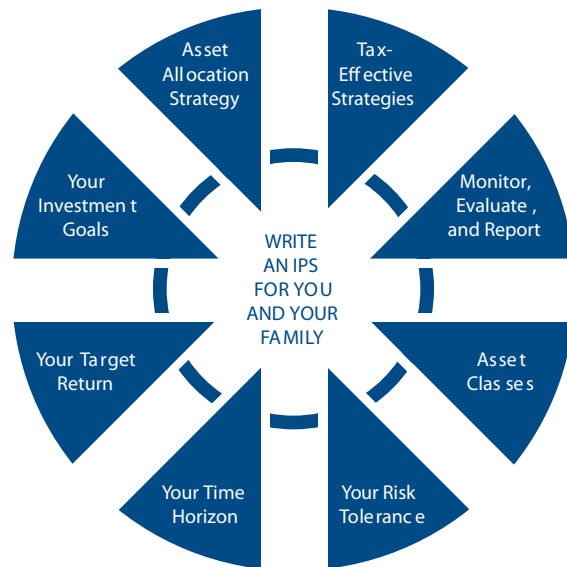 Asset
Allocation
Strategy
Tax-
Effective
Strategies
Your
Investment
Goals
Monitor,
Evaluate,
and Report
WRITE
AN IPS
FOR YOU
AND YOUR
FAMILY
Your Target
Return
Asset
Classes
Your Time
Horizon
Your Risk
Tolerance